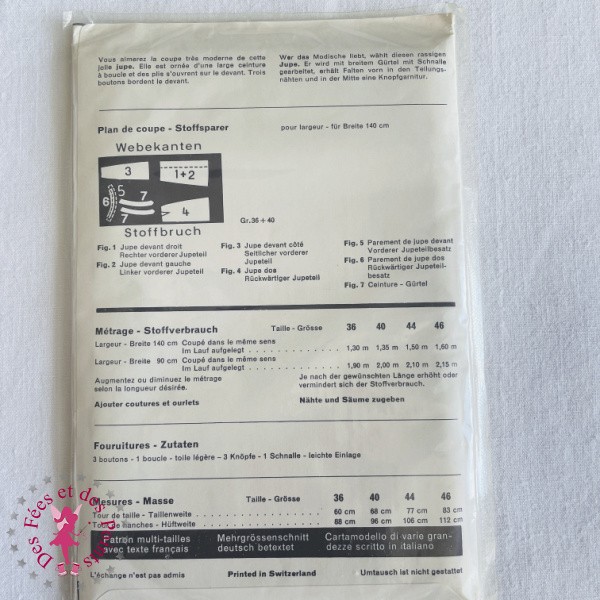 Vous aimerez la coupe très moderne de cette
jolie jupe. Elle est ornée d'une large ceinture
à boucle et des plis s'ouvrent sur le devant. Trois
boutons bordent le devant.
Wer das Modische liebt, wählt diesen rassigen
Jupe. Er wird mit breitem Gürtel mit Schnalle
gearbeitet, erhält Falten vorn in den Teilungs-
nähten und in der Mitte eine Knopfgarnitur.
Plan de coupe - Stoffsparer
pour largeur - für Breite 140 cm
Webekanten
3
1+2
5
6
7
7
4
Stoffbruch
Gr. 36 + 40
Fig. 1 Jupe devant droit
Rechter vorderer Jupeteil
Fig. 2 Jupe devant gauche
Linker vorderer Jupeteil
Fig. 3 Jupe devant côté
Seitlicher vorderer
Jupeteil
Fig. 4 Jupe dos
Rückwärtiger Jupeteil
Fig. 5 Parement de jupe devant
Vorderer Jupeteilbesatz
Fig. 6 Parement de jupe dos
Rückwärtiger Jupeteil-
besatz
Fig. 7 Ceinture - Gürtel
Métrage - Stoffverbrauch Taille - Grösse 36 40 44 46
Largeur - Breite 140 cm Coupé dans le même sens
Im Lauf aufgelegt . . . . . . . . . . . . 1,30 m 1,35 m 1,50 m 1,60 m
Largeur - Breite 90 cm Coupé dans le même sens
Im Lauf aufgelegt . . . . . . . . . . . . 1,90 m 2,00 m 2,10 m 2,15 m
Augmentez ou diminuez le métrage
selon la longueur désirée.
Je nach der gewünschten Länge erhöht oder
vermindert sich der Stoffverbrauch.
Ajouter coutures et ourlets
Nähte und Säume zugeben
Fouruitures - Zutaten
3 boutons - 1 boucle - toile légère - 3 Knöpfe - 1 Schnalle - leichte Einlage
Mesures - Masse Taille - Grösse 36 40 44 46
Tour de taille - Taillenweite . . . . . . . . . . . . 60 cm 68 cm 77 cm 83 cm
Tour de hanches - Hüftweite . . . . . . . . . . . . 88 cm 96 cm 106 cm 112 cm
Patron multi-tailles
avec texte français
Mehrgrössenschnitt
deutsch betextet
Cartamodello di varie gran-
dezze scritto in italiano
L'échange n'est pas admis
Printed in Switzerland
Umtausch ist nicht gestattet
Des Fées et des